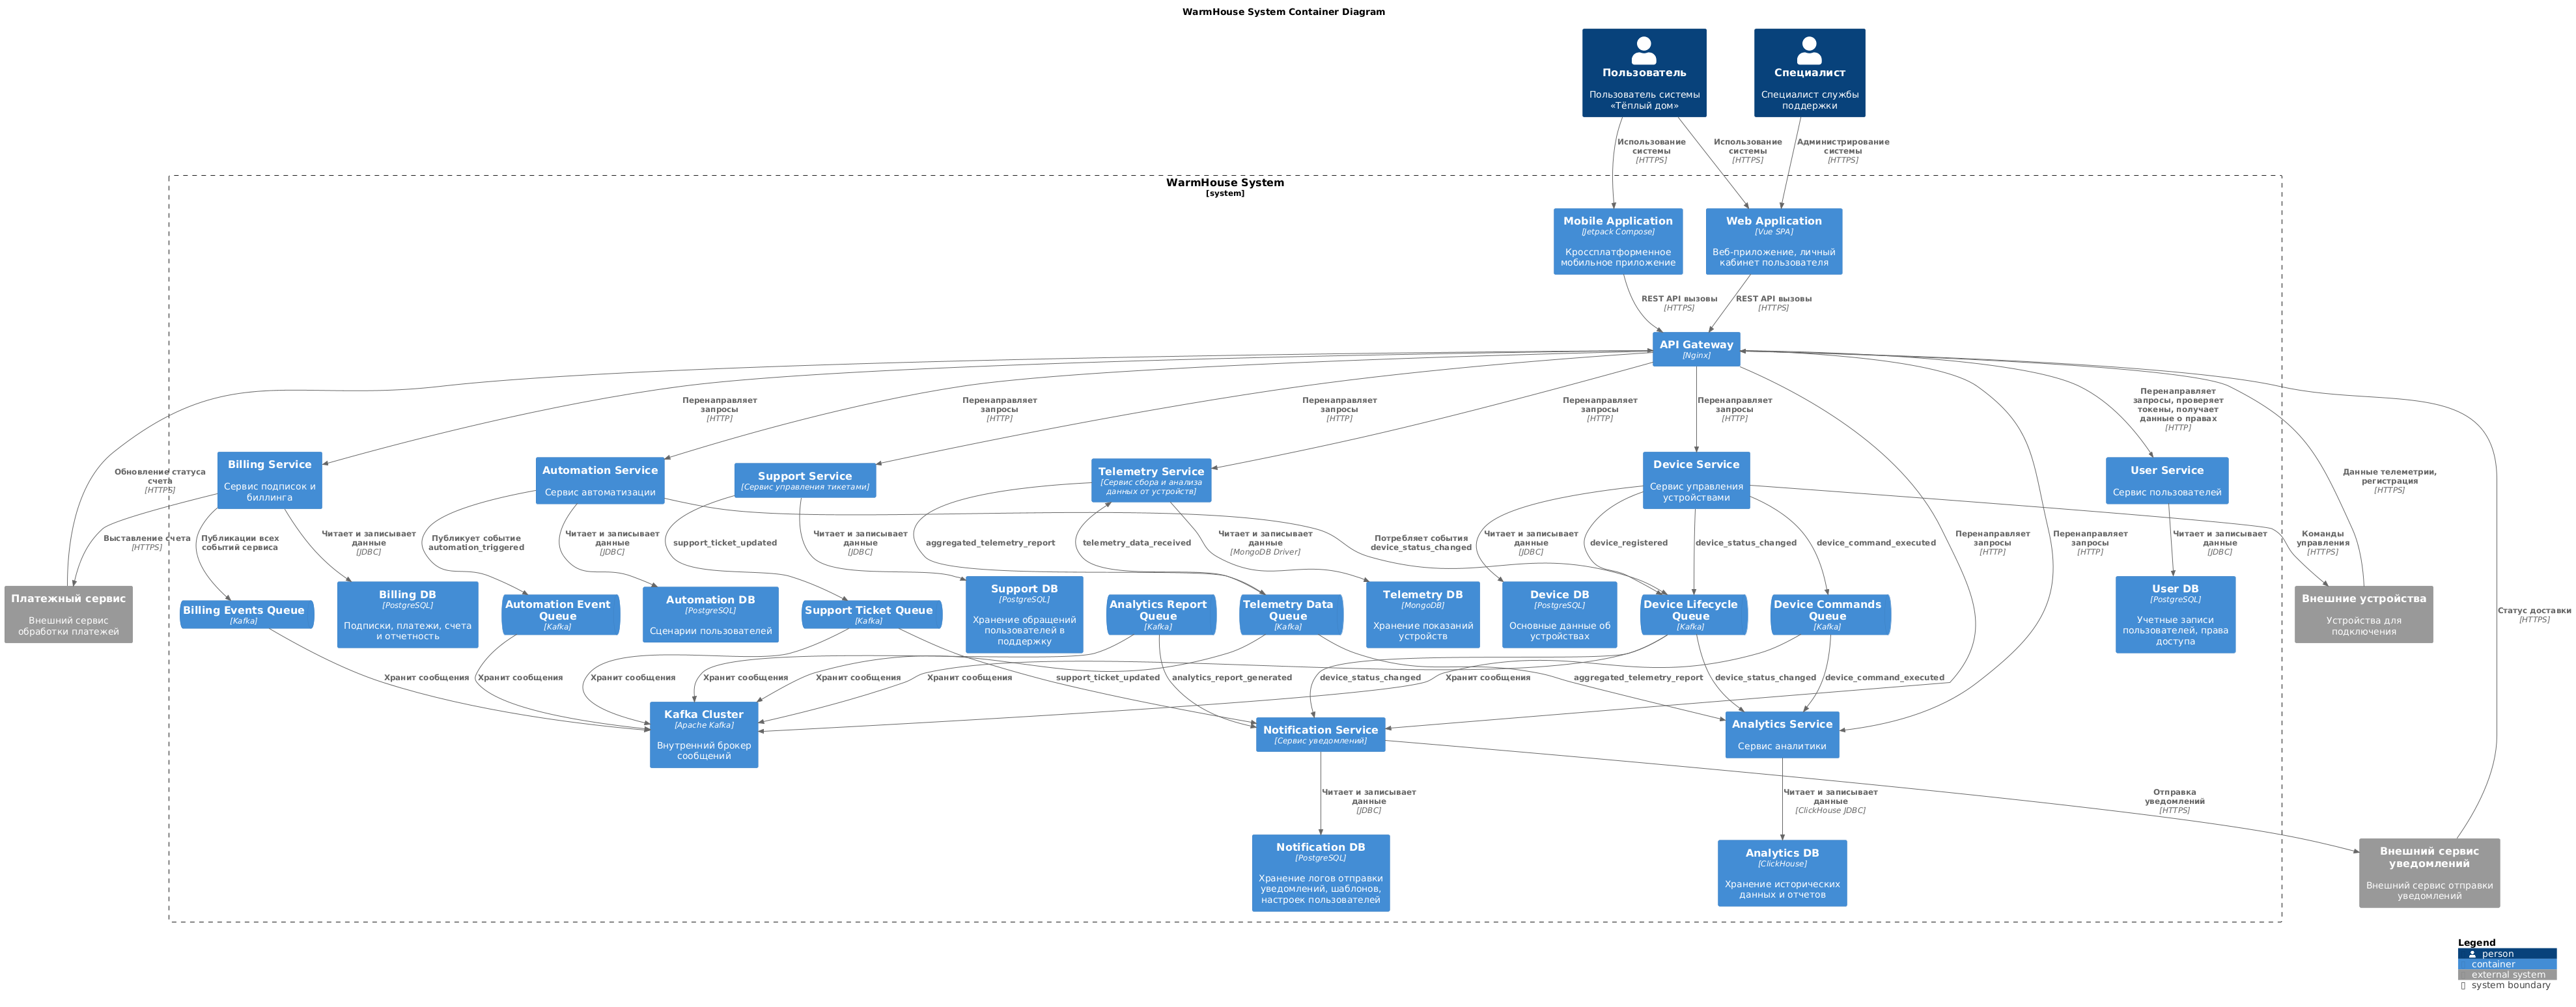 WarmHouse System Container Diagram
Пользователь
Пользователь системы
«Тёплый дом»
Специалист
Специалист службы
поддержки
Использование
системы
[HTTPS]
Использование
системы
[HTTPS]
Администрирование
системы
[HTTPS]
WarmHouse System
[system]
Mobile Application
[Jetpack Compose]
Кроссплатформенное
мобильное приложение
Web Application
[Vue SPA]
Веб-приложение, личный
кабинет пользователя
REST API вызовы
[HTTPS]
REST API вызовы
[HTTPS]
API Gateway
[Nginx]
Перенаправляет
запросы
[HTTP]
Перенаправляет
запросы
[HTTP]
Перенаправляет
запросы
[HTTP]
Перенаправляет
запросы
[HTTP]
Перенаправляет
запросы
[HTTP]
Перенаправляет
запросы, проверяет
токены, получает
данные о правах
[HTTP]
Обновление статуса
счета
[HTTPS]
Billing Service
Сервис подписок и
биллинга
Automation Service
Сервис автоматизации
Support Service
[Сервис управления тикетами]
Telemetry Service
[Сервис сбора и анализа
данных от устройств]
Device Service
Сервис управления
устройствами
User Service
Сервис пользователей
Данные телеметрии,
регистрация
[HTTPS]
Выставление счета
[HTTPS]
Публикации всех
событий сервиса
Читает и записывает
данные
[JDBC]
Публикует событие
automation_triggered
Читает и записывает
данные
[JDBC]
support_ticket_updated
Читает и записывает
данные
[JDBC]
aggregated_telemetry_report
telemetry_data_received
Читает и записывает
данные
[MongoDB Driver]
Потребляет события
device_status_changed
Читает и записывает
данные
[JDBC]
device_registered
device_status_changed
device_command_executed
Перенаправляет
запросы
[HTTP]
Перенаправляет
запросы
[HTTP]
Читает и записывает
данные
[JDBC]
Команды
управления
[HTTPS]
Платежный сервис
Внешний сервис
обработки платежей
Billing Events Queue
[Kafka]
Billing DB
[PostgreSQL]
Подписки, платежи, счета
и отчетность
Automation Event
Queue
[Kafka]
Automation DB
[PostgreSQL]
Сценарии пользователей
Support Ticket Queue
[Kafka]
Support DB
[PostgreSQL]
Хранение обращений
пользователей в
поддержку
Analytics Report
Queue
[Kafka]
Telemetry Data
Queue
[Kafka]
Telemetry DB
[MongoDB]
Хранение показаний
устройств
Device DB
[PostgreSQL]
Основные данные об
устройствах
Device Lifecycle
Queue
[Kafka]
Device Commands
Queue
[Kafka]
User DB
[PostgreSQL]
Учетные записи
пользователей, права
доступа
Внешние устройства
Устройства для
подключения
Статус доставки
[HTTPS]
Хранит сообщения
Хранит сообщения
Хранит сообщения
Хранит сообщения
Хранит сообщения
Хранит сообщения
support_ticket_updated
analytics_report_generated
device_status_changed
Хранит сообщения
aggregated_telemetry_report
device_status_changed
device_command_executed
Kafka Cluster
[Apache Kafka]
Внутренний брокер
сообщений
Notification Service
[Сервис уведомлений]
Analytics Service
Сервис аналитики
Читает и записывает
данные
[JDBC]
Читает и записывает
данные
[ClickHouse JDBC]
Отправка
уведомлений
[HTTPS]
Notification DB
[PostgreSQL]
Хранение логов отправки
уведомлений, шаблонов,
настроек пользователей
Analytics DB
[ClickHouse]
Хранение исторических
данных и отчетов
Внешний сервис
уведомлений
Внешний сервис отправки
уведомлений
Legend
person
container
external system
system boundary